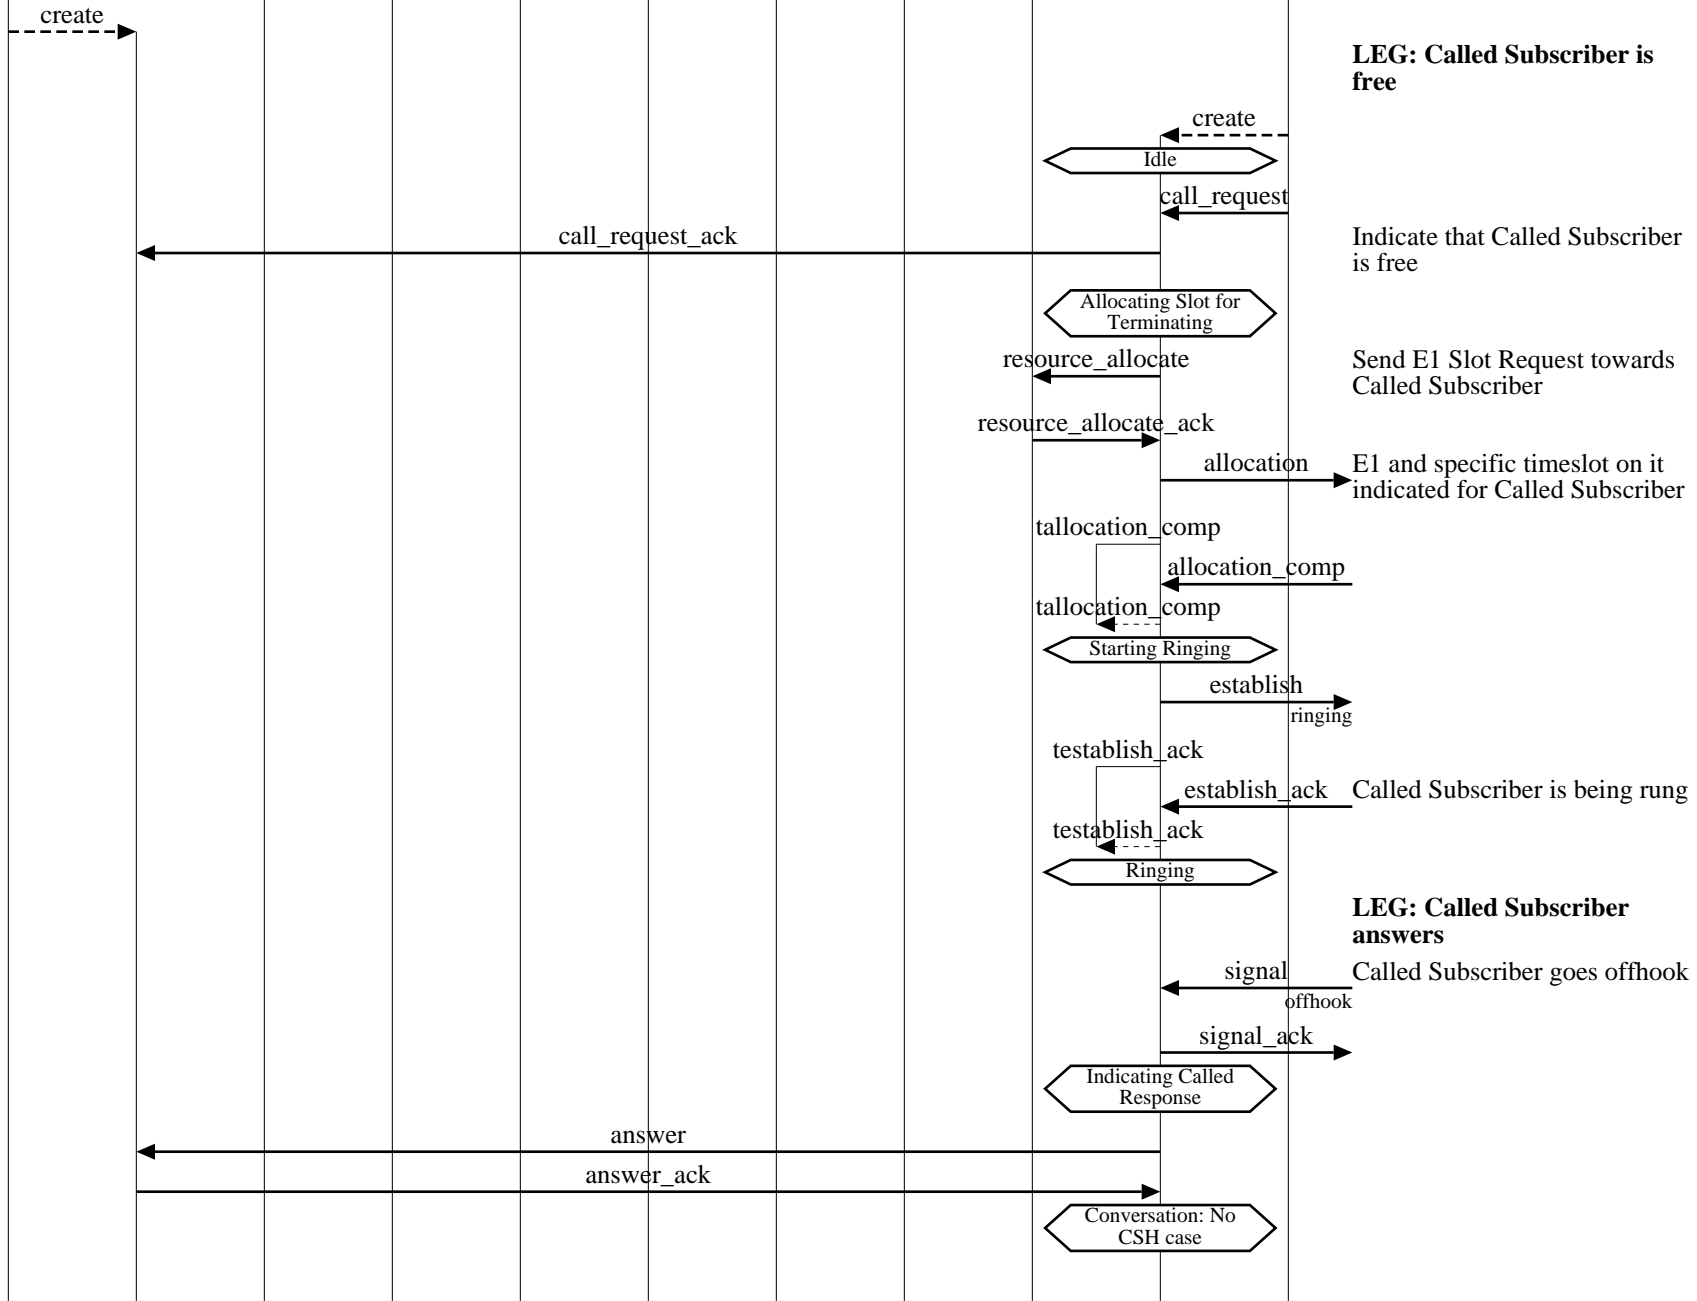 create
LEG: Called Subscriber is
free
create
Idle
call_request
call_request_ack
Indicate that Called Subscriber
is free
Allocating Slot for
Terminating
resource_allocate
Send E1 Slot Request towards
Called Subscriber
resource_allocate_ack
allocation
E1 and specific timeslot on it
indicated for Called Subscriber
tallocation_comp
allocation_comp
tallocation_comp
Starting Ringing
establish
ringing
testablish_ack
establish_ack
Called Subscriber is being rung
testablish_ack
Ringing
LEG: Called Subscriber
answers
signal
Called Subscriber goes offhook
offhook
signal_ack
Indicating Called
Response
answer
answer_ack
Conversation: No
CSH case